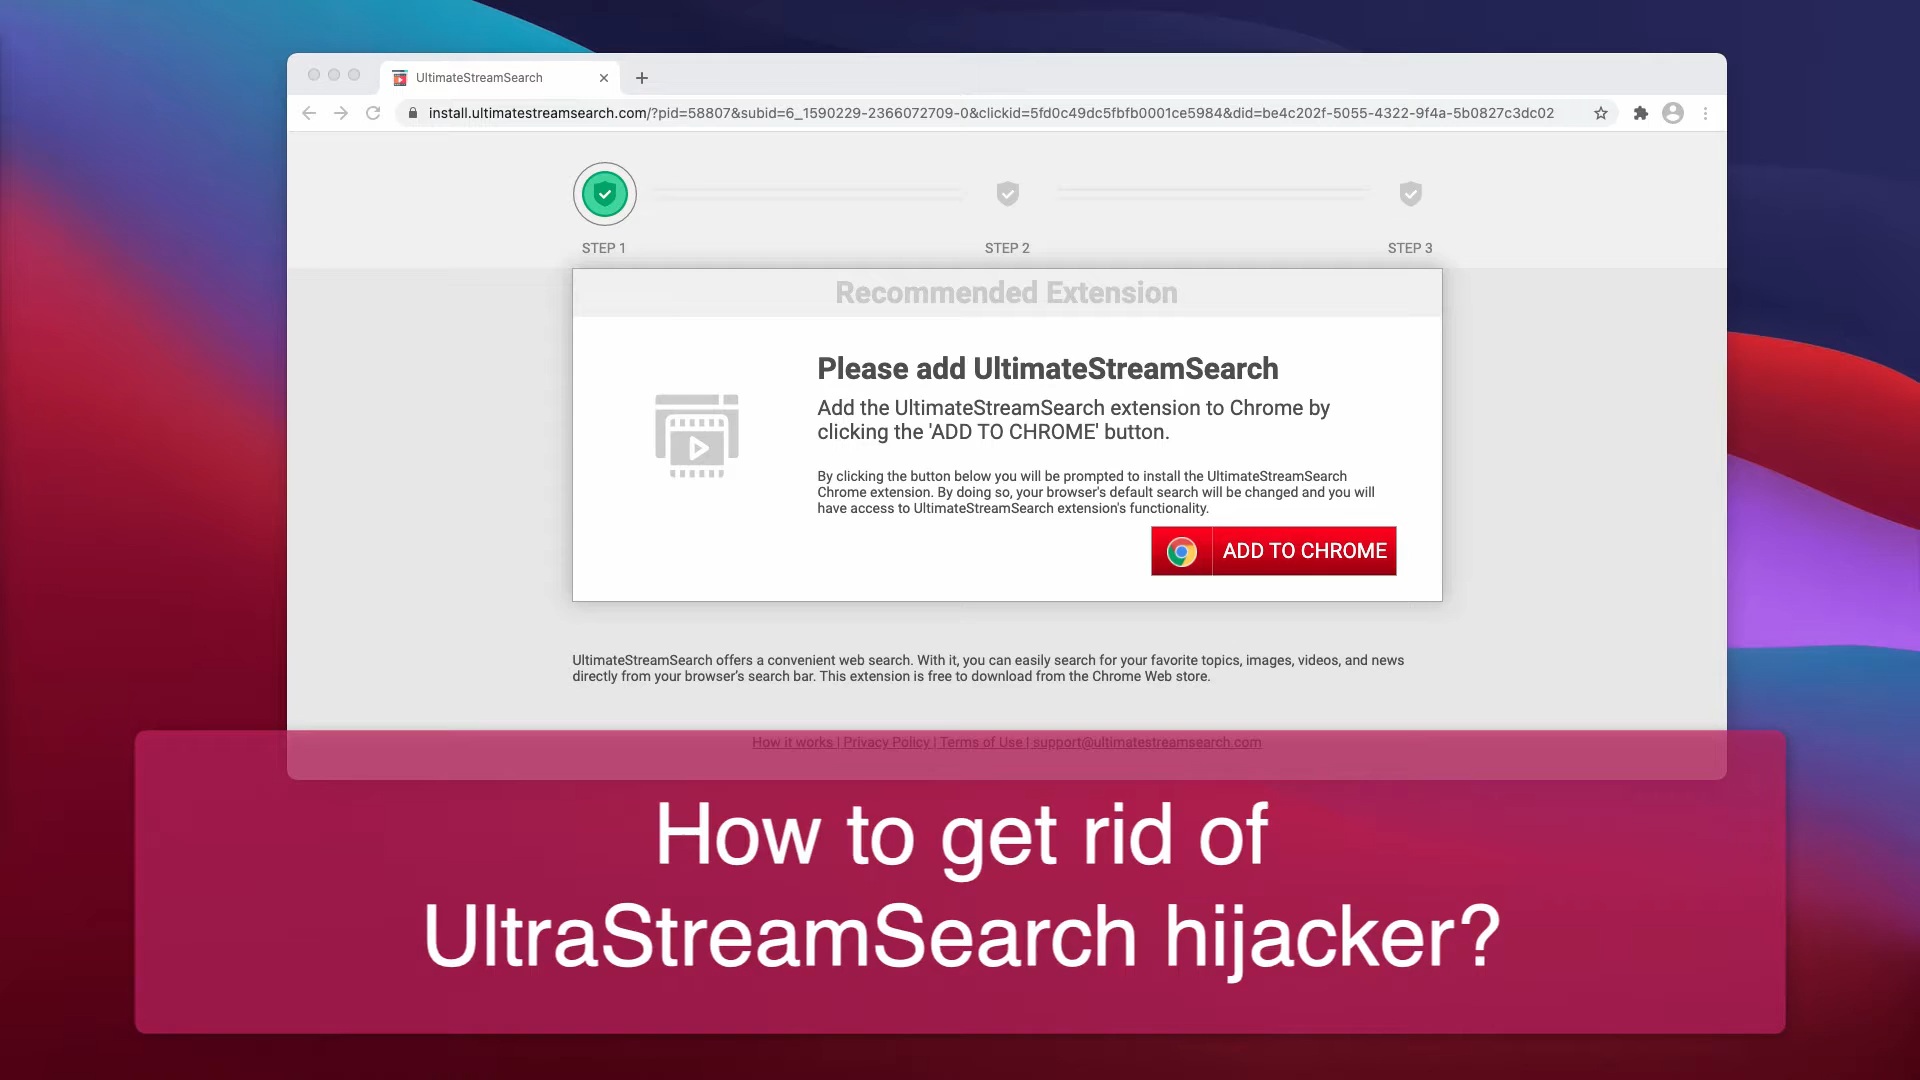 UltimateStreamSearch
install.ultimatestreamsearch.com/?pid=58807&subid=6_1590229-2366072709-0&clickid=5fd0c49dc5fbfb0001ce5984&did=be4c202f-5055-4322-9f4a-5b0827c3dc02
STEP 1 STEP 2 STEP 3
Recommended Extension
Please add UltimateStreamSearch
Add the UltimateStreamSearch extension to Chrome by
clicking the 'ADD TO CHROME' button.
By clicking the button below you will be prompted to install the UltimateStreamSearch
Chrome extension. By doing so, your browser's default search will be changed and you will
have access to UltimateStreamSearch extension's functionality.
ADD TO CHROME
UltimateStreamSearch offers a convenient web search. With it, you can easily search for your favorite topics, images, videos, and news
directly from your browser’s search bar. This extension is free to download from the Chrome Web store.
How it works | Privacy Policy | Terms of Use | support@ultimatestreamsearch.com
How to get rid of
UltraStreamSearch hijacker?